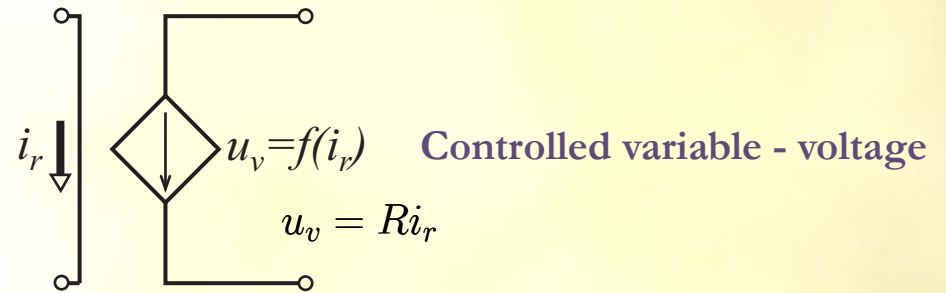 i_r u_v=f(i_r) Controlled variable - voltage
u_v = Ri_r